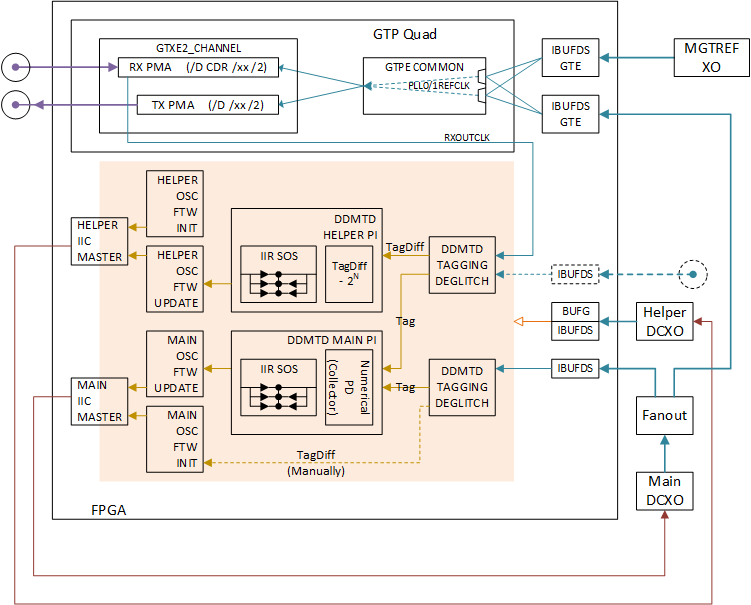 GTP Quad
GTXE2_CHANNEL
RX PMA (/D CDR /xx /2)
TX PMA (/D /xx /2)
GTPE COMMON
PLL0/1REFCLK
IBUFDS
GTE
MGTREF
XO
IBUFDS
GTE
RXOUTCLK
HELPER
OSC
FTW
INIT
HELPER
IIC
MASTER
HELPER
OSC
FTW
UPDATE
DDMTD
HELPER PI
IIR SOS
TagDiff
- 2N
TagDiff
DDMTD
TAGGING
DEGLITCH
IBUFDS
BUFG
IBUFDS
Helper
DCXO
Tag
MAIN
OSC
FTW
UPDATE
DDMTD MAIN PI
IIR SOS
Numerical
PD
(Collector)
Tag
DDMTD
TAGGING
DEGLITCH
IBUFDS
MAIN
IIC
MASTER
MAIN
OSC
FTW
INIT
TagDiff
(Manually)
Fanout
Main
DCXO
FPGA